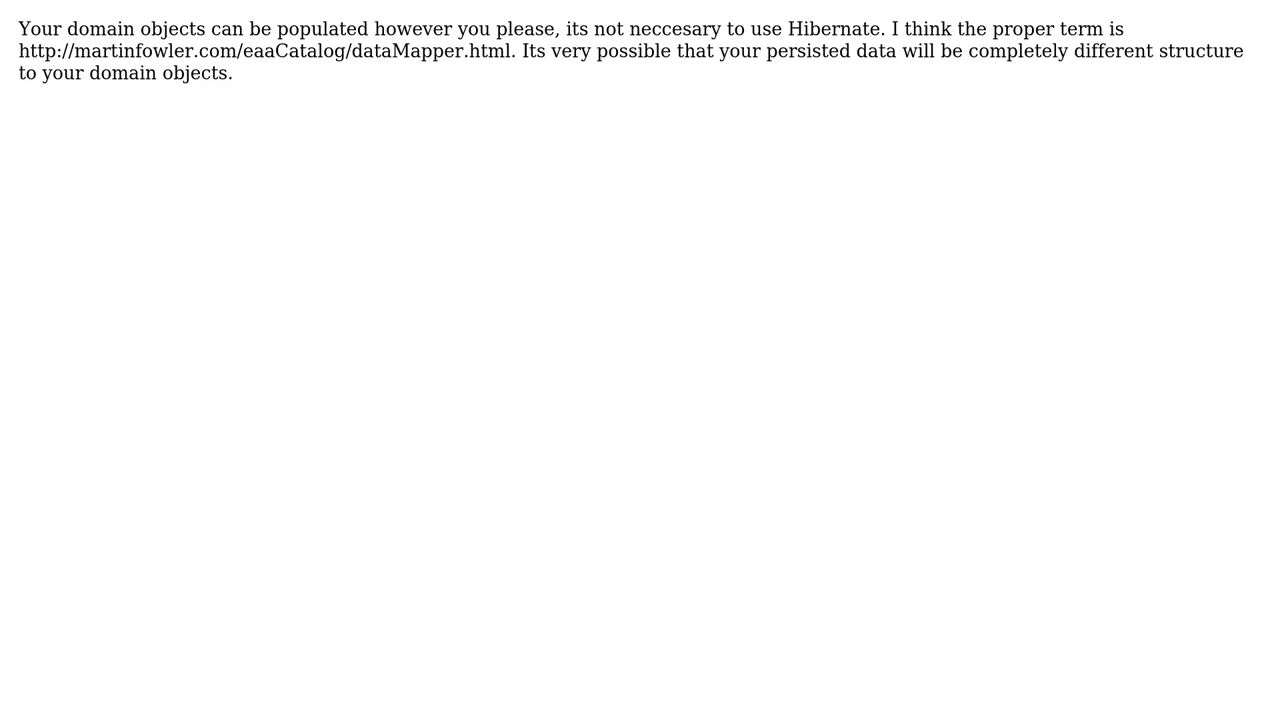 Your domain objects can be populated however you please, its not neccesary to use Hibernate. I think the proper term is
http://martinfowler.com/eaaCatalog/dataMapper.html. Its very possible that your persisted data will be completely different structure
to your domain objects.